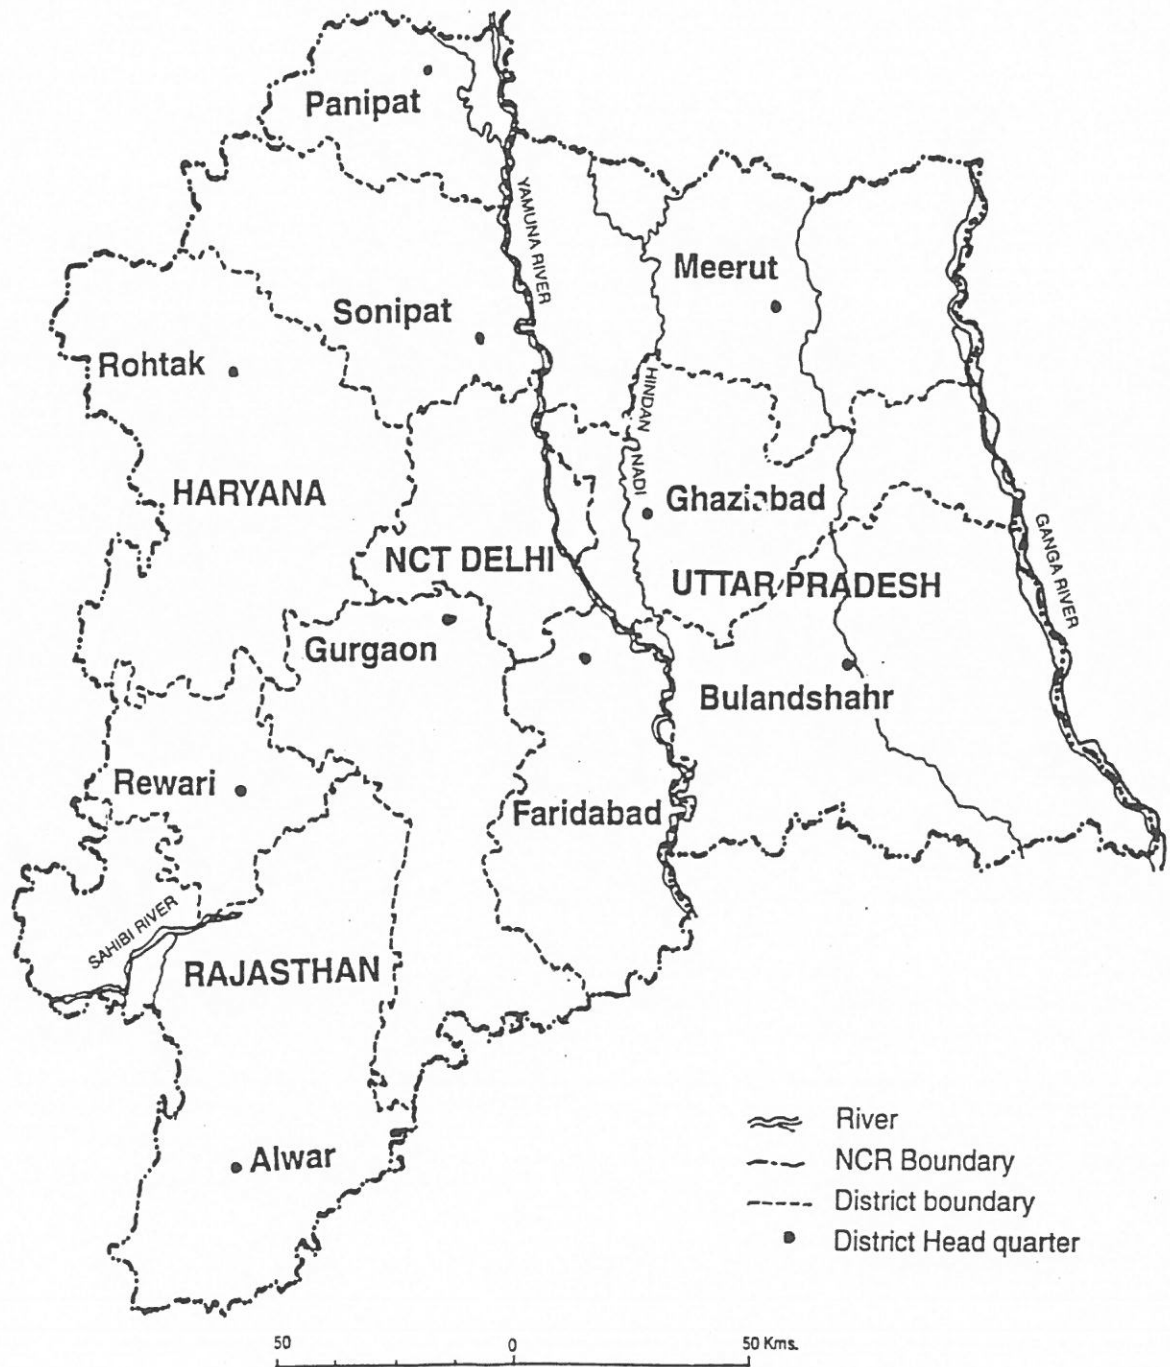 Panipat
YAMUNA RIVER
Meerut
Sonipat
Rohtak
HINDAN NADI
HARYANA
Ghaziabad
GANGA RIVER
NCT DELHI
UTTAR PRADESH
Gurgaon
Bulandshahr
Rewari
Faridabad
SAHIBI RIVER
RAJASTHAN
Alwar
River
NCR Boundary
District boundary
District Head quarter
50 0 50 Kms.